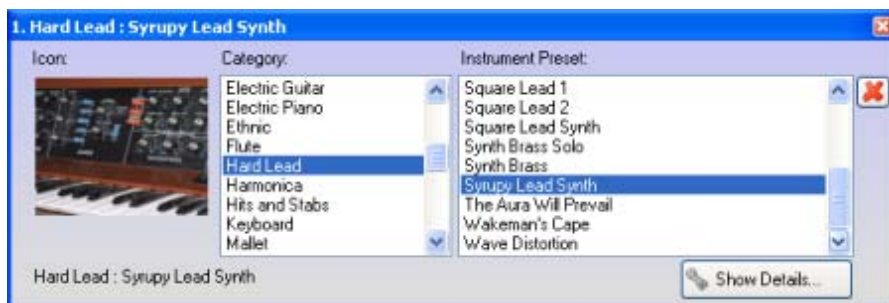 1. Hard Lead : Syrupy Lead Synth
Icon:
Category:
Instrument Preset:
Electric Guitar
Electric Piano
Ethnic
Flute
Hard Lead
Harmonica
Hits and Stabs
Keyboard
Mallet
Square Lead 1
Square Lead 2
Square Lead Synth
Synth Brass Solo
Synth Brass
Syrupy Lead Synth
The Aura Will Prevail
Wakeman's Cape
Wave Distortion
Hard Lead : Syrupy Lead Synth
Show Details...